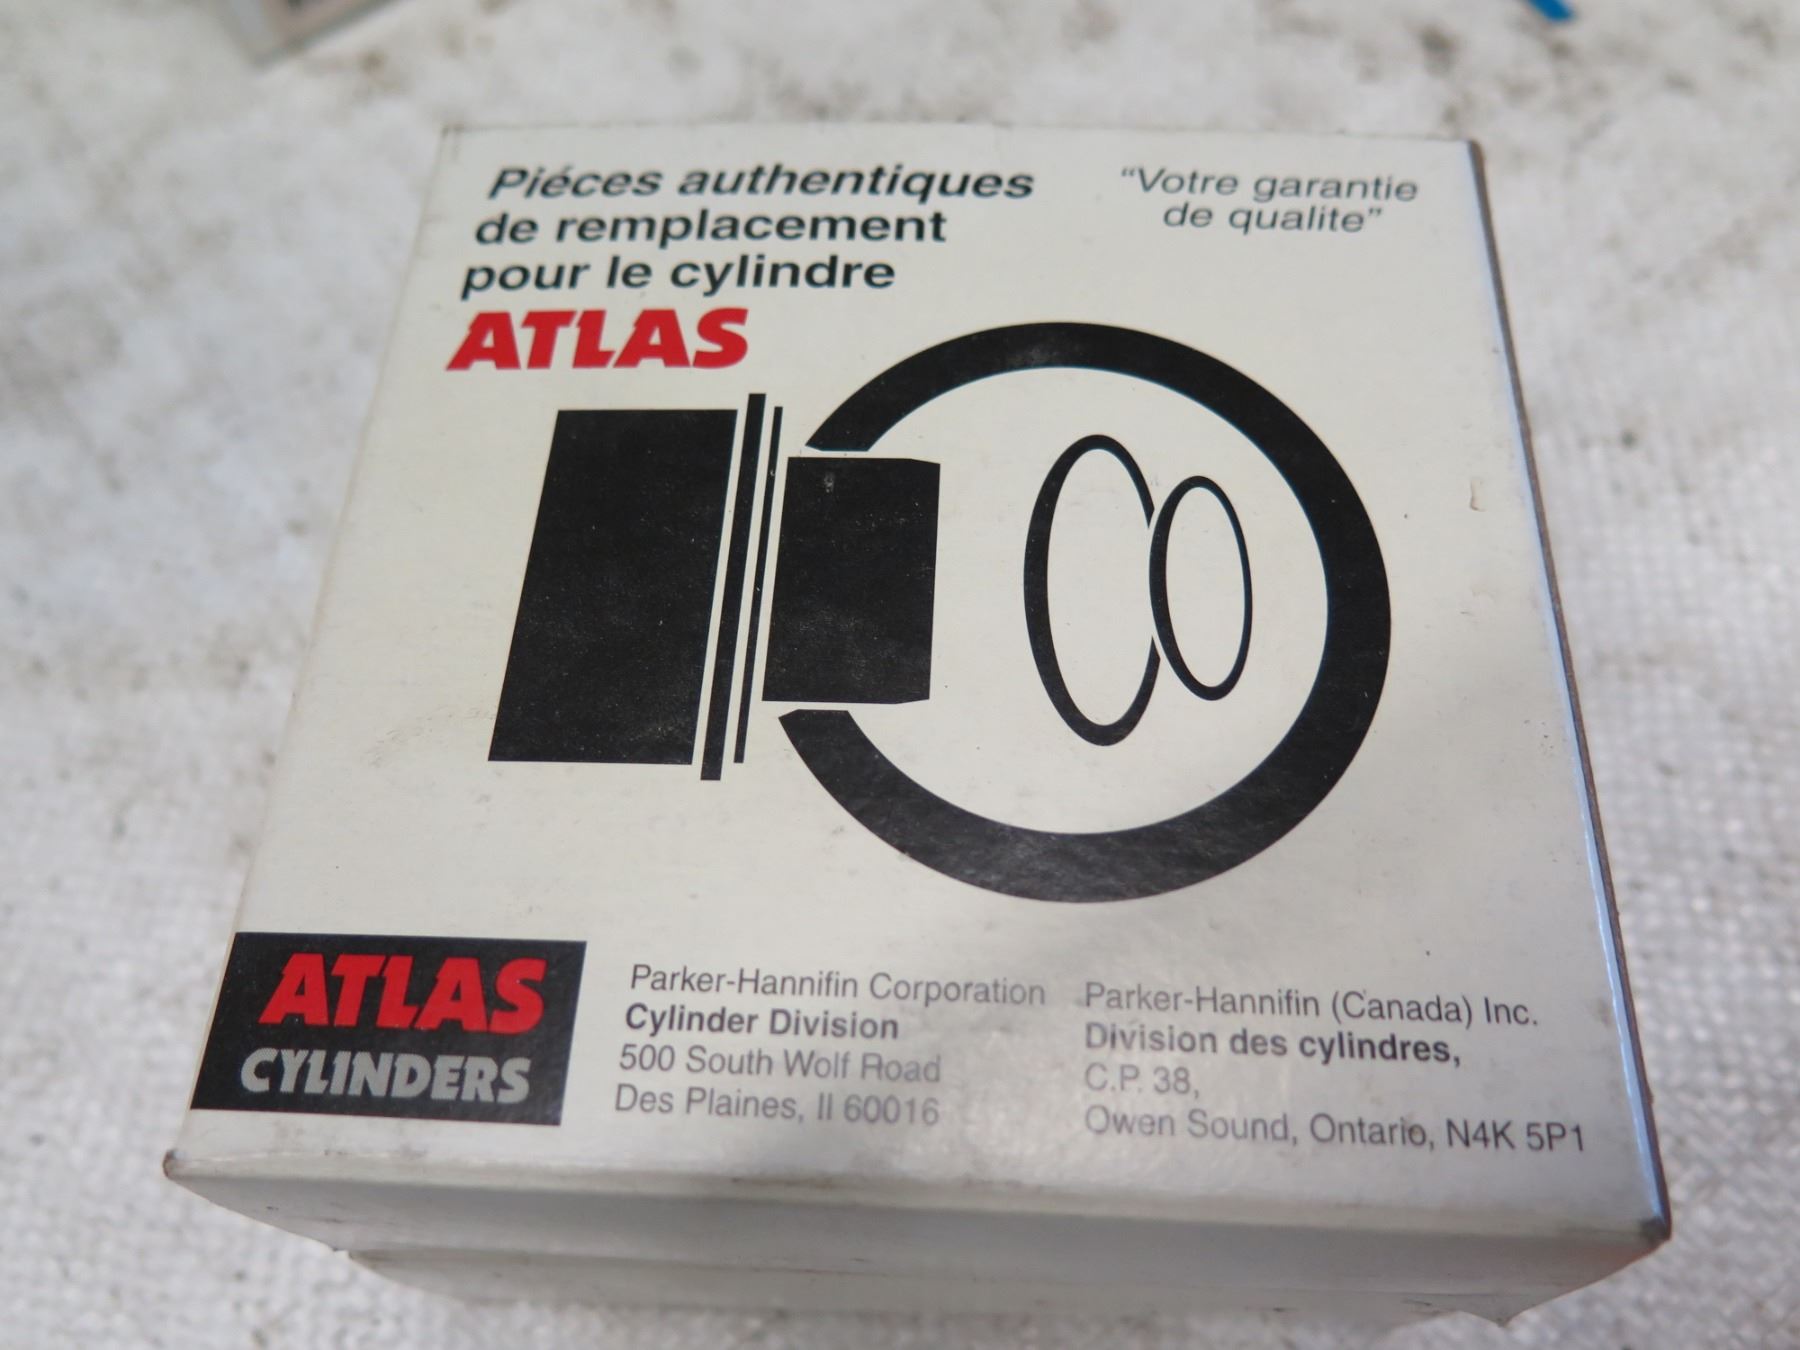 Piéces authentiques
de remplacement
pour le cylindre
ATLAS
“Votre garantie
de qualite”
ATLAS
CYLINDERS
Parker-Hannifin Corporation
Cylinder Division
500 South Wolf Road
Des Plaines, Il 60016
Parker-Hannifin (Canada) Inc.
Division des cylindres,
C.P. 38,
Owen Sound, Ontario, N4K 5P1